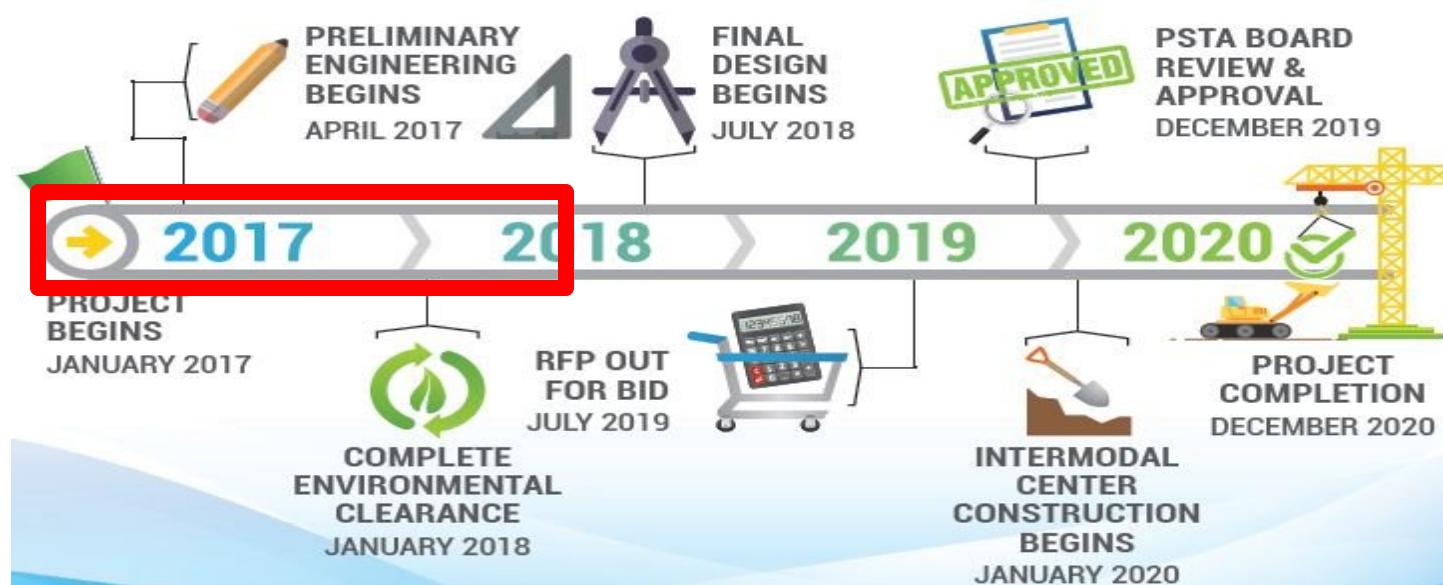 PRELIMINARY
ENGINEERING
BEGINS
APRIL 2017
FINAL
DESIGN
BEGINS
JULY 2018
APPROVED
PSTA BOARD
REVIEW &
APPROVAL
DECEMBER 2019
2017
2018
2019
2020
PROJECT
BEGINS
JANUARY 2017
COMPLETE
ENVIRONMENTAL
CLEARANCE
JANUARY 2018
RFP OUT
FOR BID
JULY 2019
INTERMODAL
CENTER
CONSTRUCTION
BEGINS
JANUARY 2020
PROJECT
COMPLETION
DECEMBER 2020